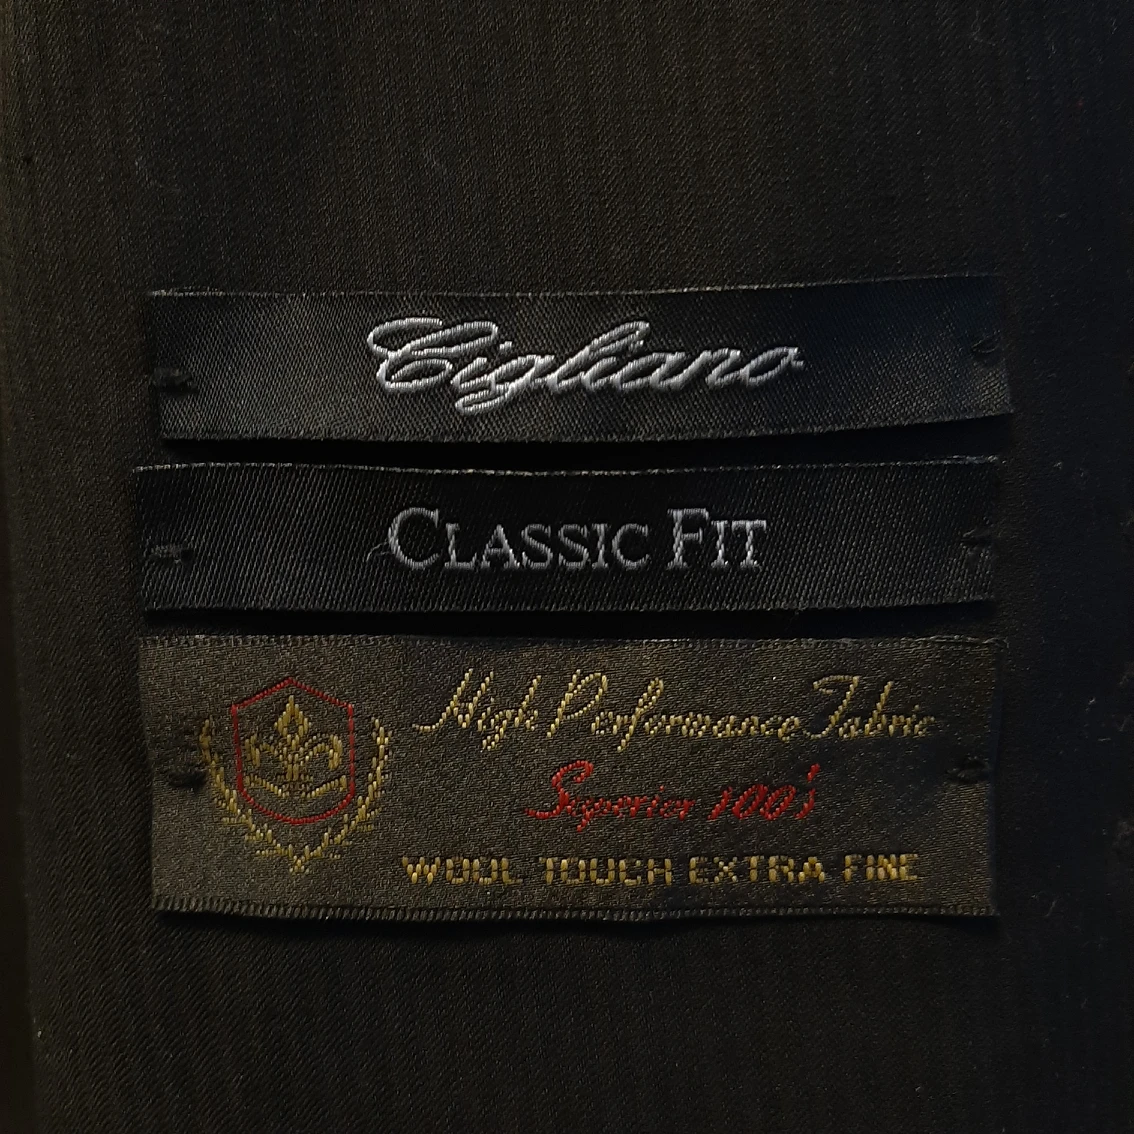 Cigliano
CLASSIC FIT
High Performance Fabric
Superior 100's
WOOL TOUCH EXTRA FINE